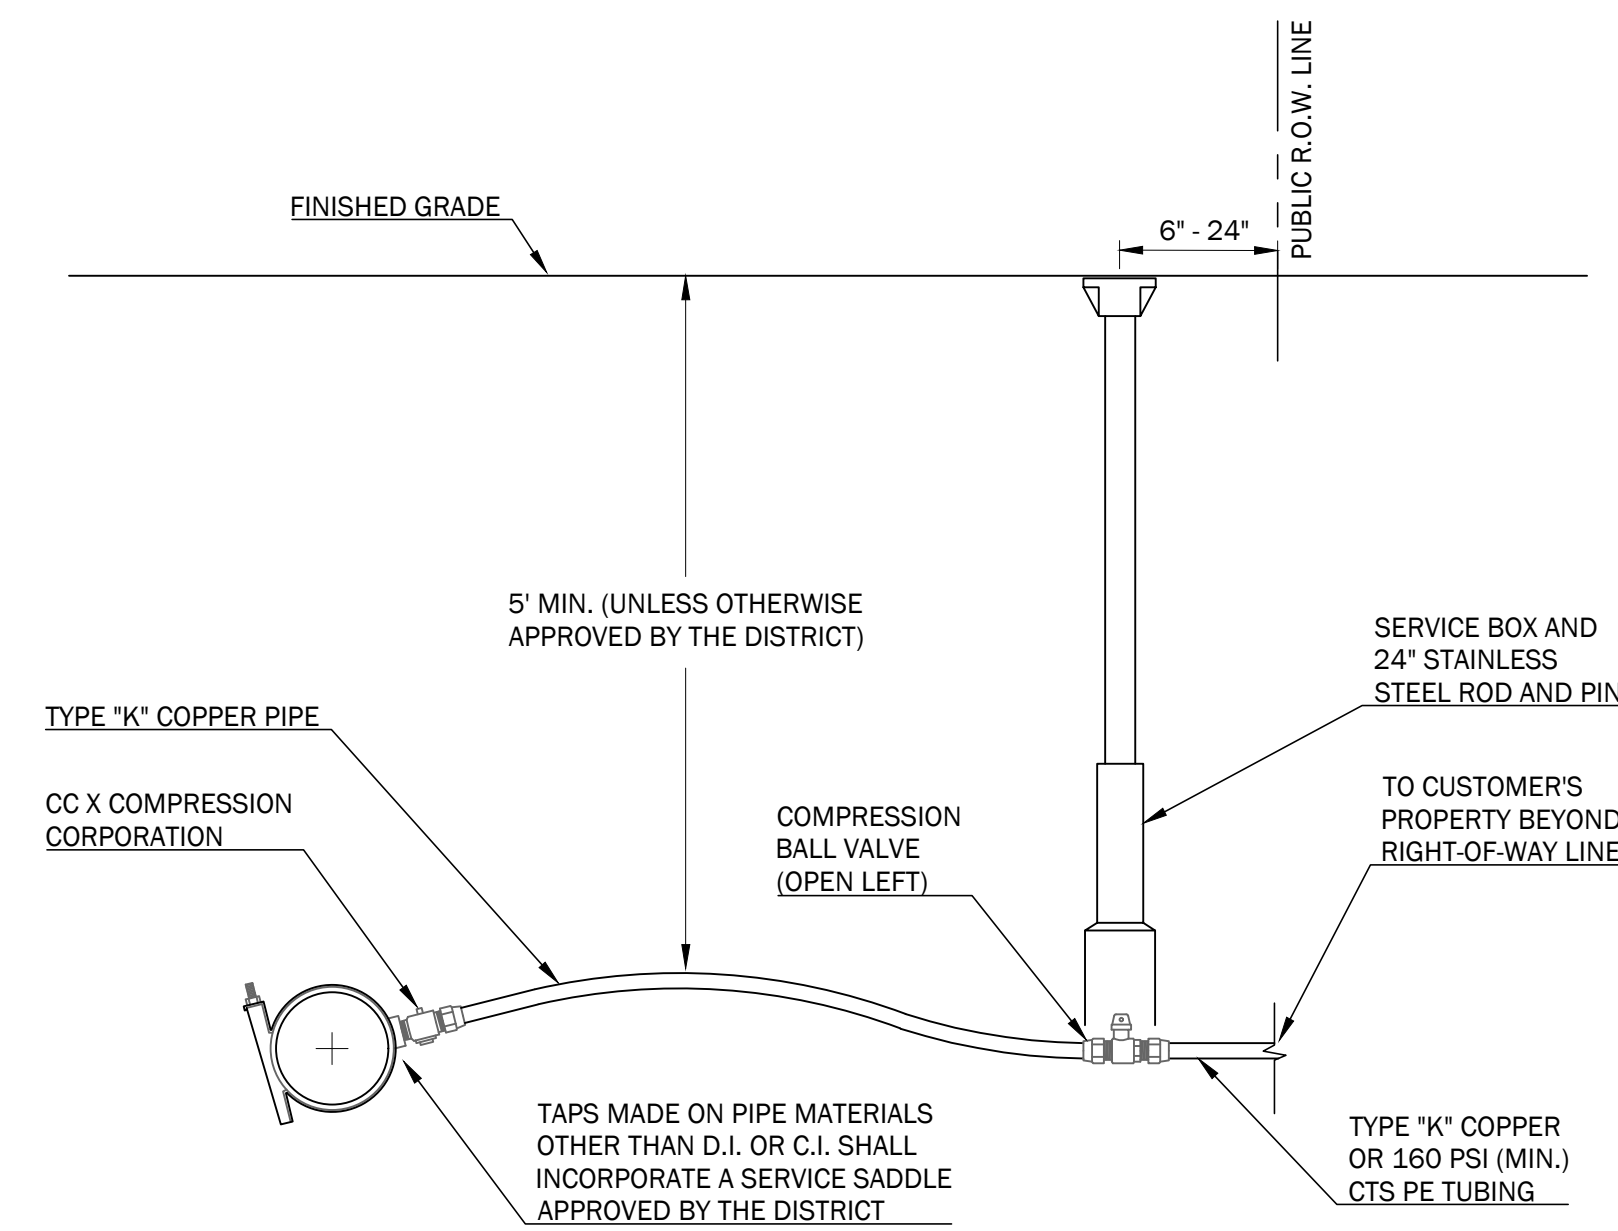 PUBLIC R.O.W. LINE
FINISHED GRADE
6" - 24"
5' MIN. (UNLESS OTHERWISE
APPROVED BY THE DISTRICT)
SERVICE BOX AND
24" STAINLESS
STEEL ROD AND PIN
TYPE "K" COPPER PIPE
CC X COMPRESSION
CORPORATION
COMPRESSION
BALL VALVE
(OPEN LEFT)
TO CUSTOMER'S
PROPERTY BEYOND
RIGHT-OF-WAY LINE
TAPS MADE ON PIPE MATERIALS
OTHER THAN D.I. OR C.I. SHALL
INCORPORATE A SERVICE SADDLE
APPROVED BY THE DISTRICT
TYPE "K" COPPER
OR 160 PSI (MIN.)
CTS PE TUBING